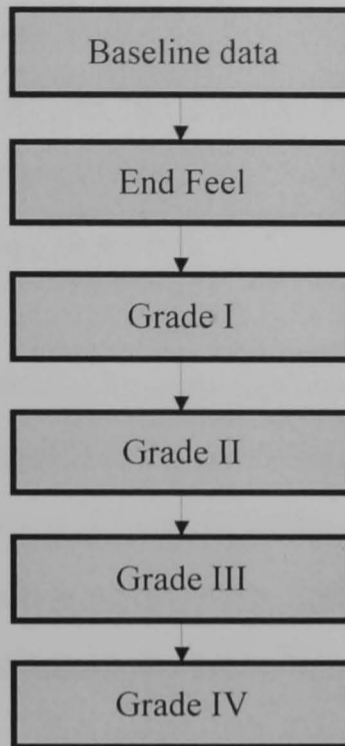 Baseline data
End Feel
Grade I
Grade II
Grade III
Grade IV